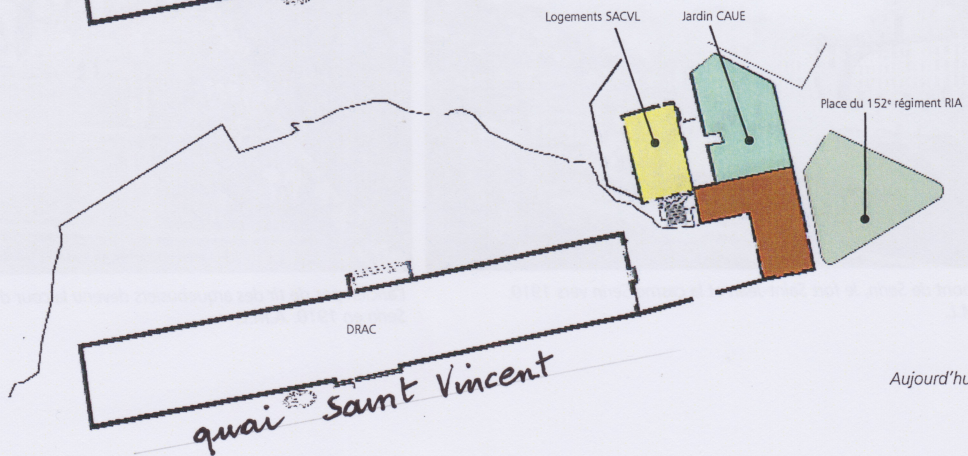 Logements SACVL
Jardin CAUE
Place du 152e régiment RIA
DRAC
quai Saint Vincent
Aujourd'hu